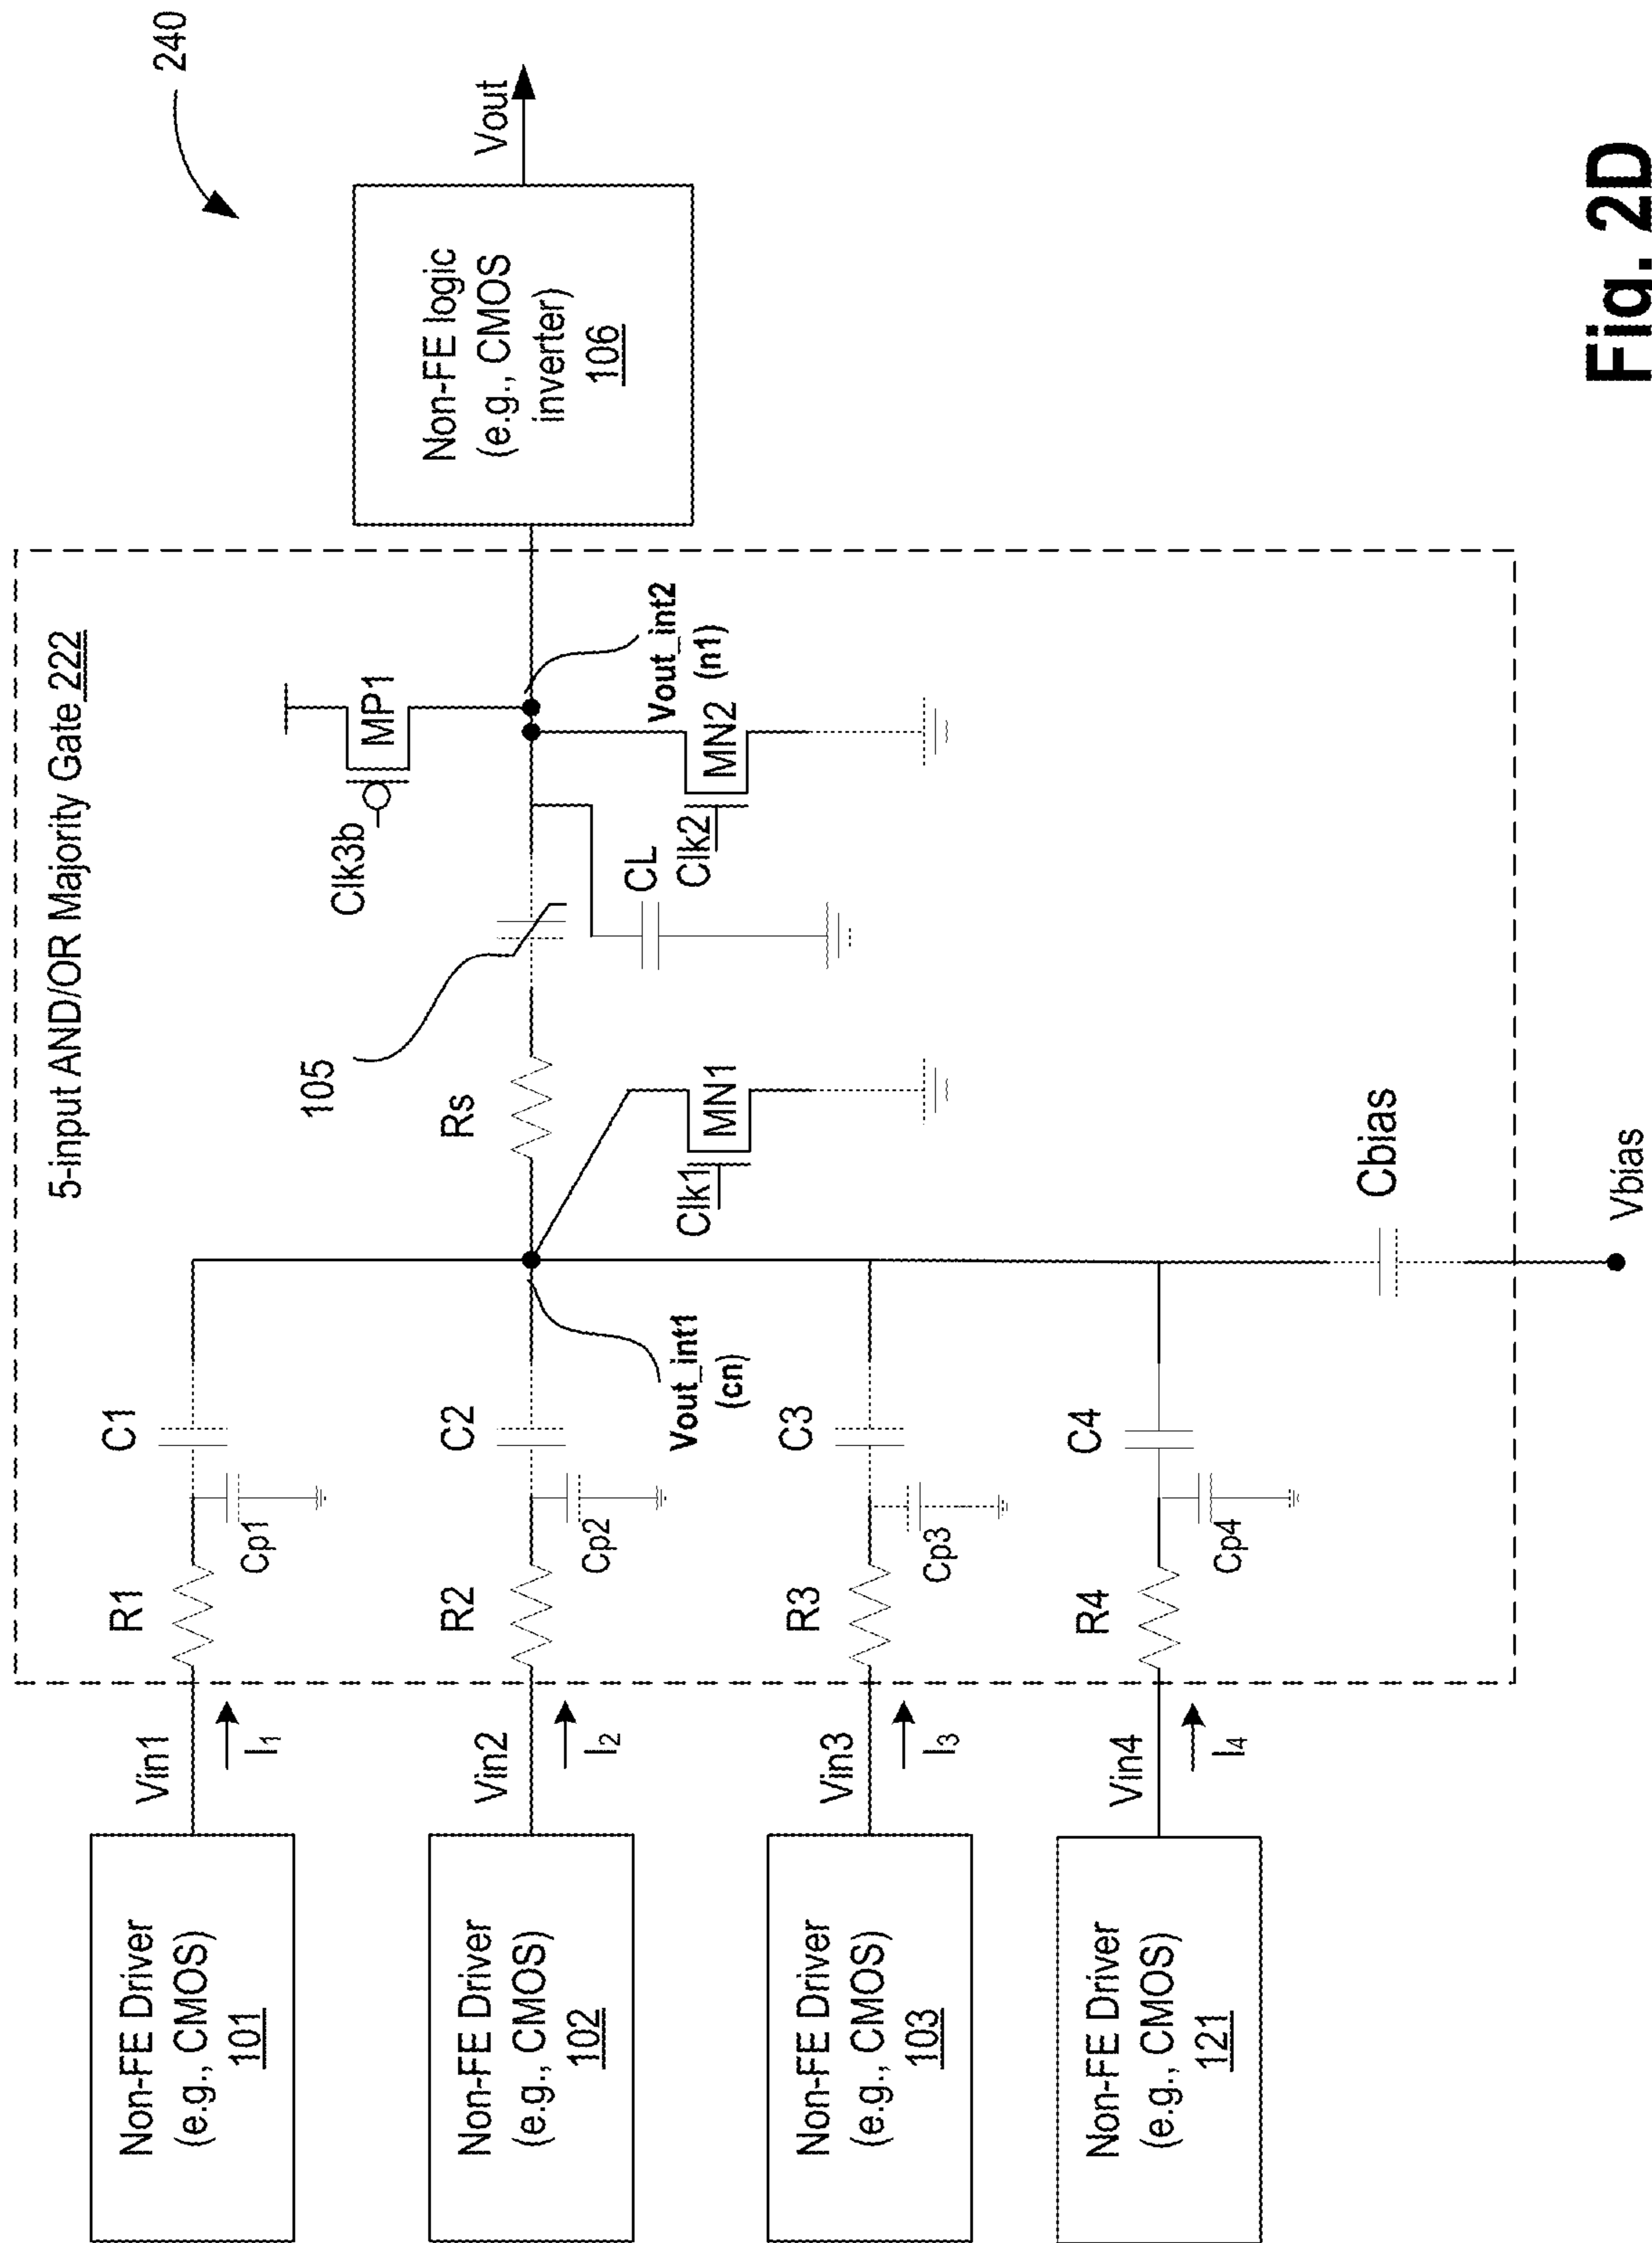 240
5-input AND/OR Majority Gate 222
Non-FE Driver
(e.g., CMOS)
101
Vin1
I1
R1
Cp1
C1
Non-FE Driver
(e.g., CMOS)
102
Vin2
I2
R2
Cp2
C2
Vout_int1
(cn)
Non-FE Driver
(e.g., CMOS)
103
Vin3
I3
R3
Cp3
C3
Non-FE Driver
(e.g., CMOS)
121
Vin4
I4
R4
Cp4
C4
Rs
105
Clk1
MN1
CL
Clk3b
MP1
Clk2
MN2
Vout_int2
(n1)
Cbias
Vbias
Non-FE logic
(e.g., CMOS
inverter)
106
Vout
Fig. 2D